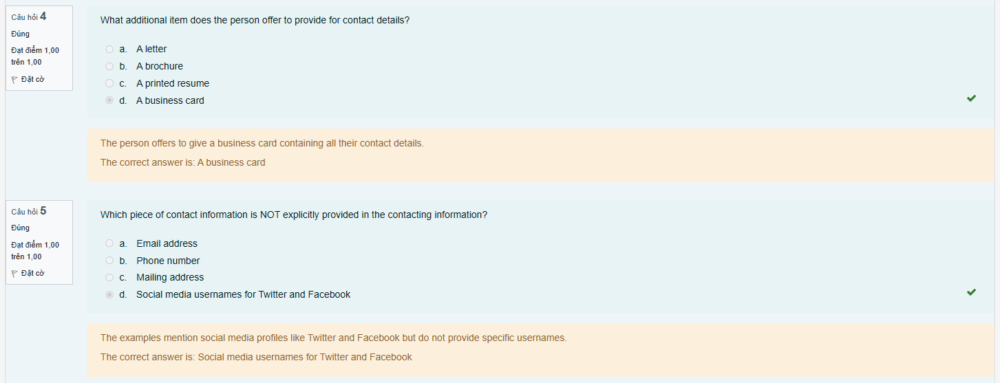 Câu hỏi 4
Đúng
Đạt điểm 1,00
trên 1,00
Đặt cờ
What additional item does the person offer to provide for contact details?
a. A letter
b. A brochure
c. A printed resume
d. A business card
The person offers to give a business card containing all their contact details.
The correct answer is: A business card
Câu hỏi 5
Đúng
Đạt điểm 1,00
trên 1,00
Đặt cờ
Which piece of contact information is NOT explicitly provided in the contacting information?
a. Email address
b. Phone number
c. Mailing address
d. Social media usernames for Twitter and Facebook
The examples mention social media profiles like Twitter and Facebook but do not provide specific usernames.
The correct answer is: Social media usernames for Twitter and Facebook